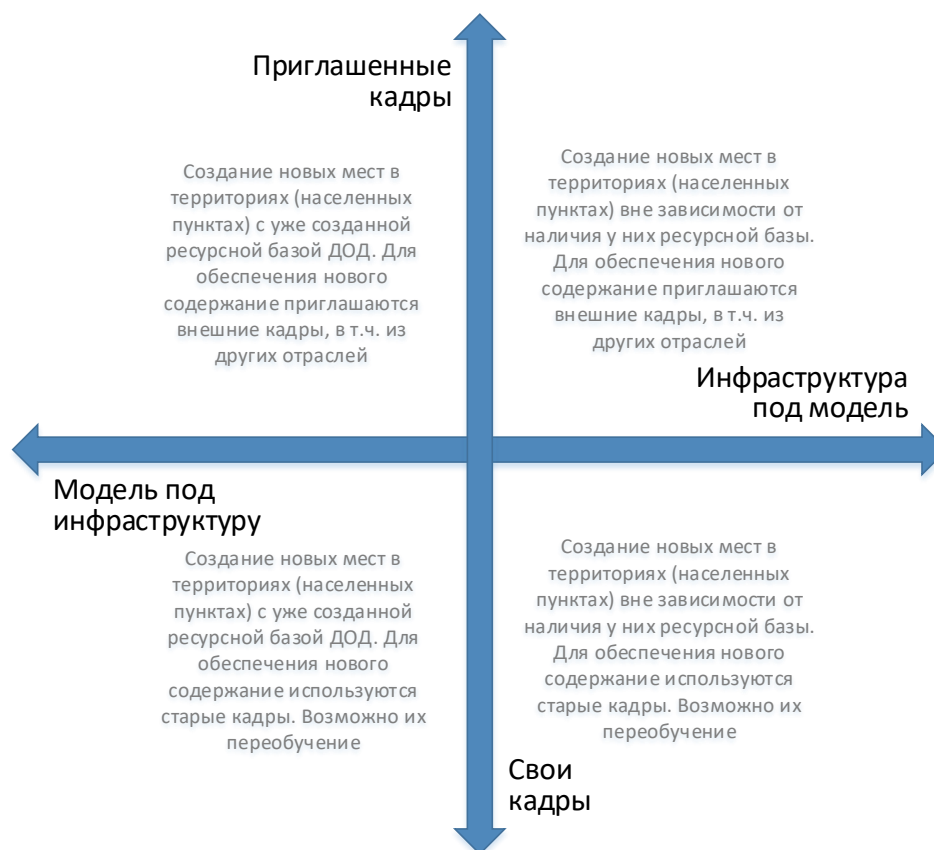 Приглашенные
кадры
Создание новых мест в
территориях (населенных
пунктах) с уже созданной
ресурсной базой ДОД. Для
обеспечения нового
содержание приглашаются
внешние кадры, в т.ч. из
других отраслей
Создание новых мест в
территориях (населенных
пунктах) вне зависимости от
наличия у них ресурсной базы.
Для обеспечения нового
содержание приглашаются
внешние кадры, в т.ч. из
других отраслей
Инфраструктура
под модель
Модель под
инфраструктуру
Создание новых мест в
территориях (населенных
пунктах) с уже созданной
ресурсной базой ДОД. Для
обеспечения нового
содержание используются
старые кадры. Возможно их
переобучение
Создание новых мест в
территориях (населенных
пунктах) вне зависимости от
наличия у них ресурсной базы.
Для обеспечения нового
содержание используются
старые кадры. Возможно их
переобучение
Свои
кадры